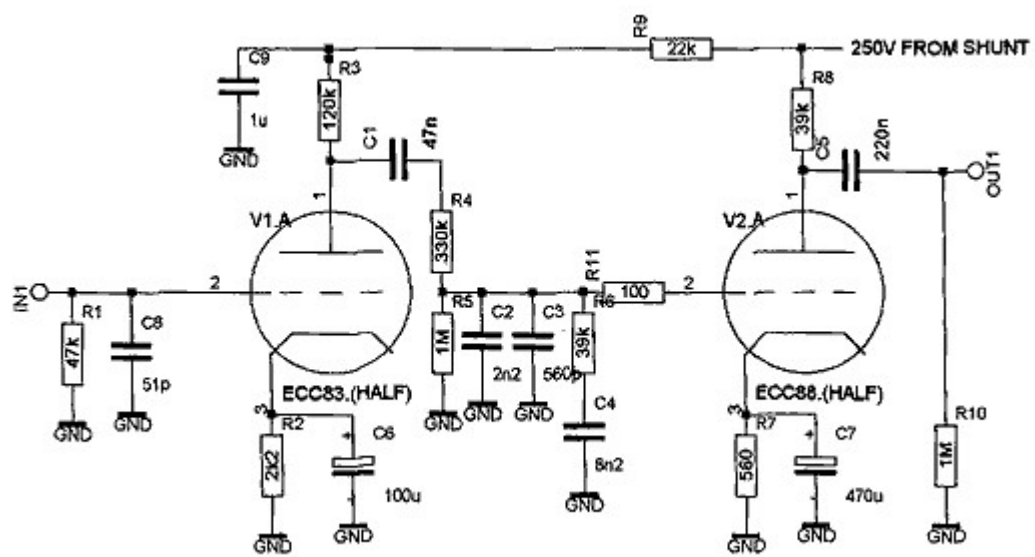 R9
22k
250V FROM SHUNT
C9
1u
GND
R3
120k
C1
47n
R8
39k
C5
220n
OUT1
1
1
V1.A
R4
330k
V2.A
IN1
2
R11
100
2
R1
47k
C8
51p
R5
1M
C2
2n2
C3
560p
R6
39k
ECC83.(HALF)
ECC88.(HALF)
GND
GND
GND
GND
GND
3
R2
2k2
C6
100u
C4
8n2
3
R7
560
C7
470u
R10
1M
GND
GND
GND
GND
GND
GND